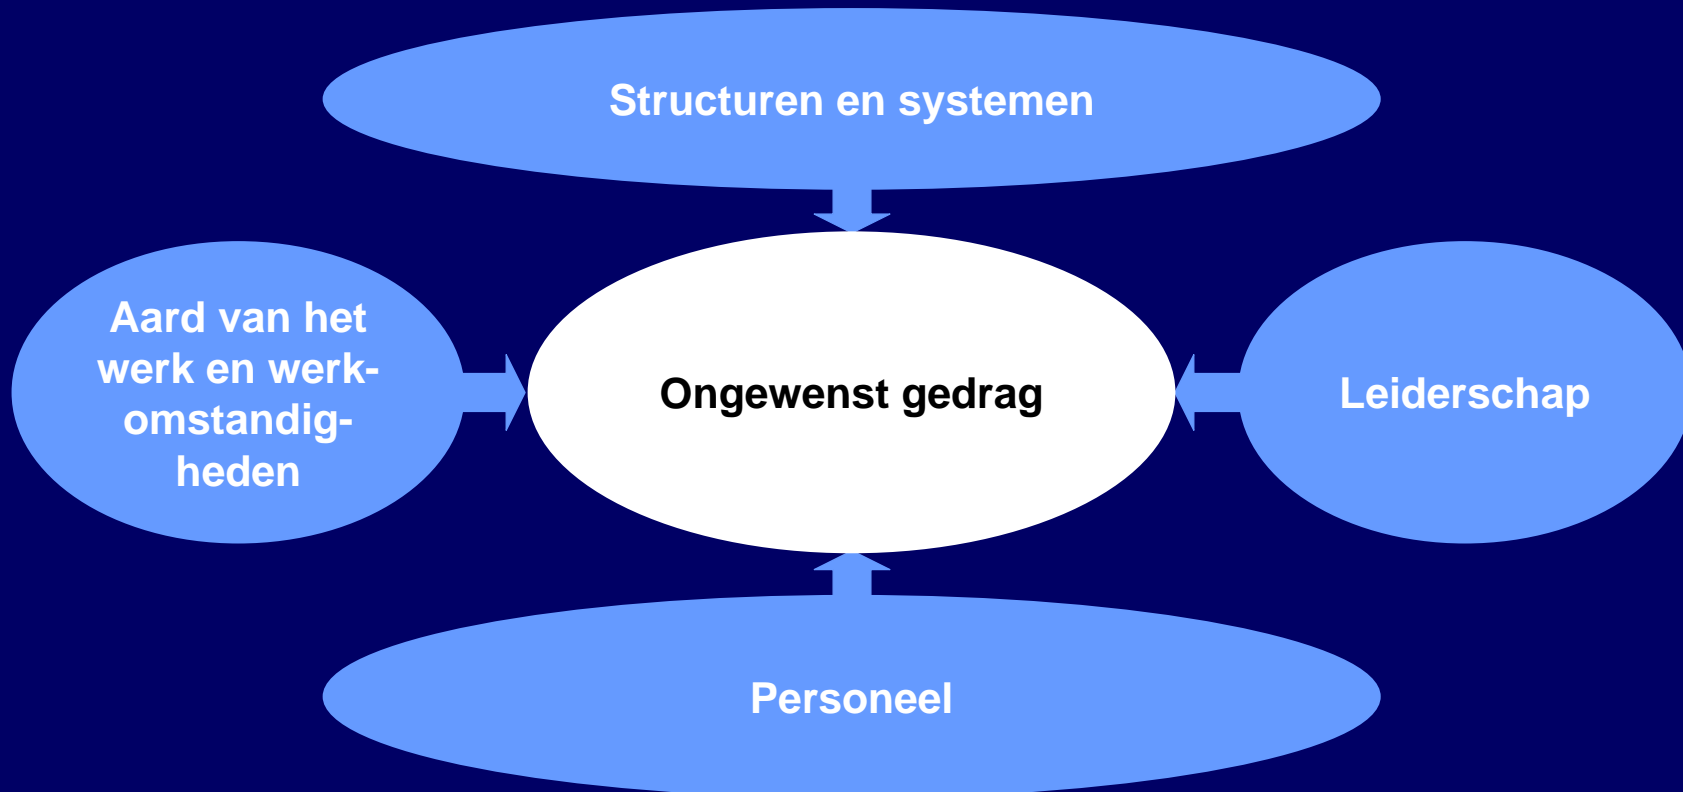 Structuren en systemen
Aard van het
werk en werk-
omstandig-
heden
Ongewenst gedrag
Leiderschap
Personeel